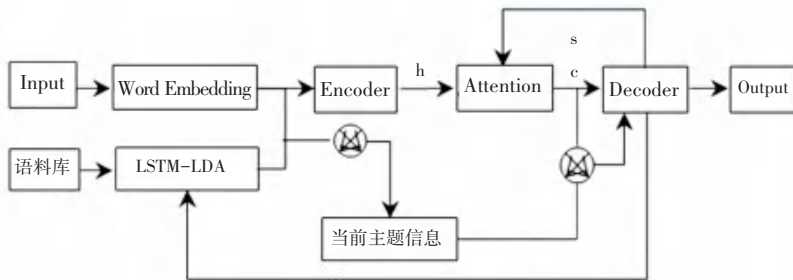 s
h
c
Input
Word Embedding
Encoder
Attention
Decoder
Output
语料库
LSTM-LDA
当前主题信息